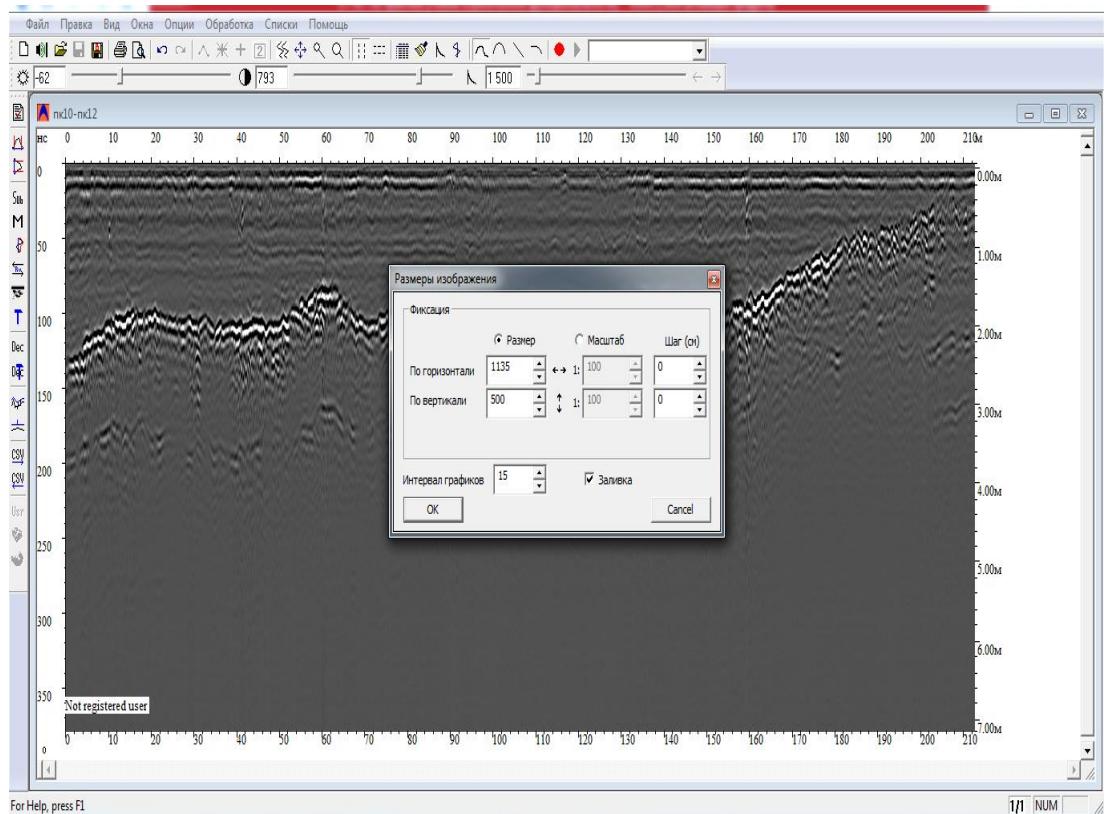 Файл Правка Вид Окна Опции Обработка Списки Помощь
-62 793 1 500
пк10-пк12
нс 0 10 20 30 40 50 60 70 80 90 100 110 120 130 140 150 160 170 180 190 200 210м
0 0.00м
50 1.00м
Размеры изображения
Фиксация
100 2.00м
Размер Масштаб Шаг (см)
По горизонтали 1135 1: 100 0
По вертикали 500 1: 100 0
150 3.00м
200 4.00м
Интервал графиков 15 Заливка
OK Cancel
250 5.00м
300 6.00м
350 7.00м
Not registered user
0 0 10 20 30 40 50 60 70 80 90 100 110 120 130 140 150 160 170 180 190 200 210
M
T
Dec
CSV
CSV
Usr
For Help, press F1 1/1 NUM